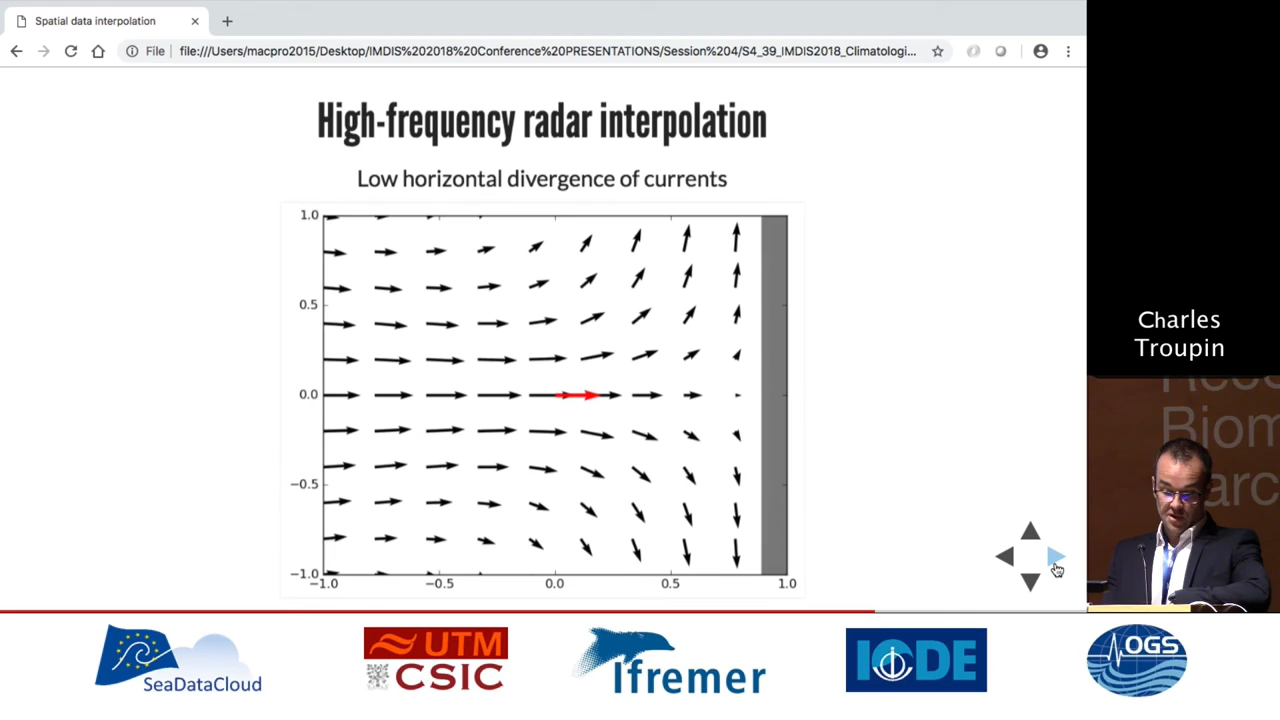 Spatial data interpolation
File
file:///Users/macpro2015/Desktop/IMDIS%202018%20Conference%20PRESENTATIONS/Session%204/S4_39_IMDIS2018_Climatologi...
High-frequency radar interpolation
Low horizontal divergence of currents
1.0
0.5
0.0
−0.5
−1.0
−1.0
−0.5
0.0
0.5
1.0
Charles
Troupin
Biom
SeaDataCloud
UTM
CSIC
Ifremer
IODE
OGS